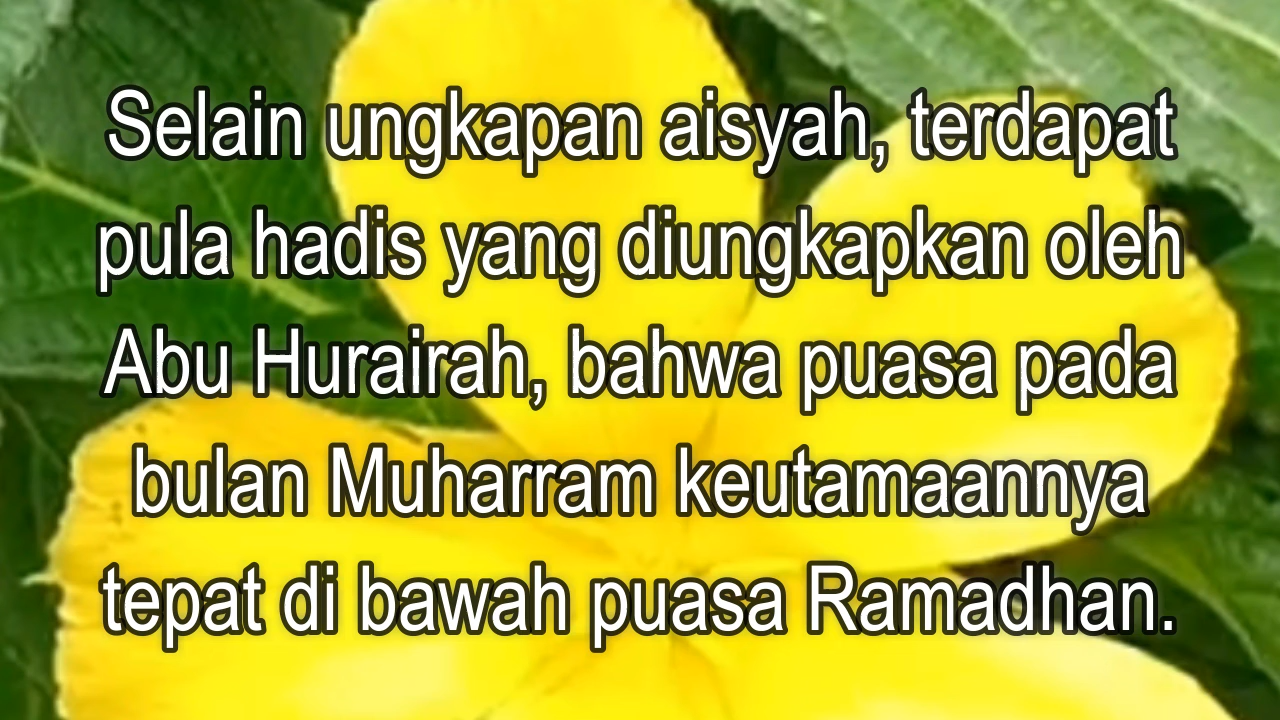 Selain ungkapan aisyah, terdapat
pula hadis yang diungkapkan oleh
Abu Hurairah, bahwa puasa pada
bulan Muharram keutamaannya
tepat di bawah puasa Ramadhan.